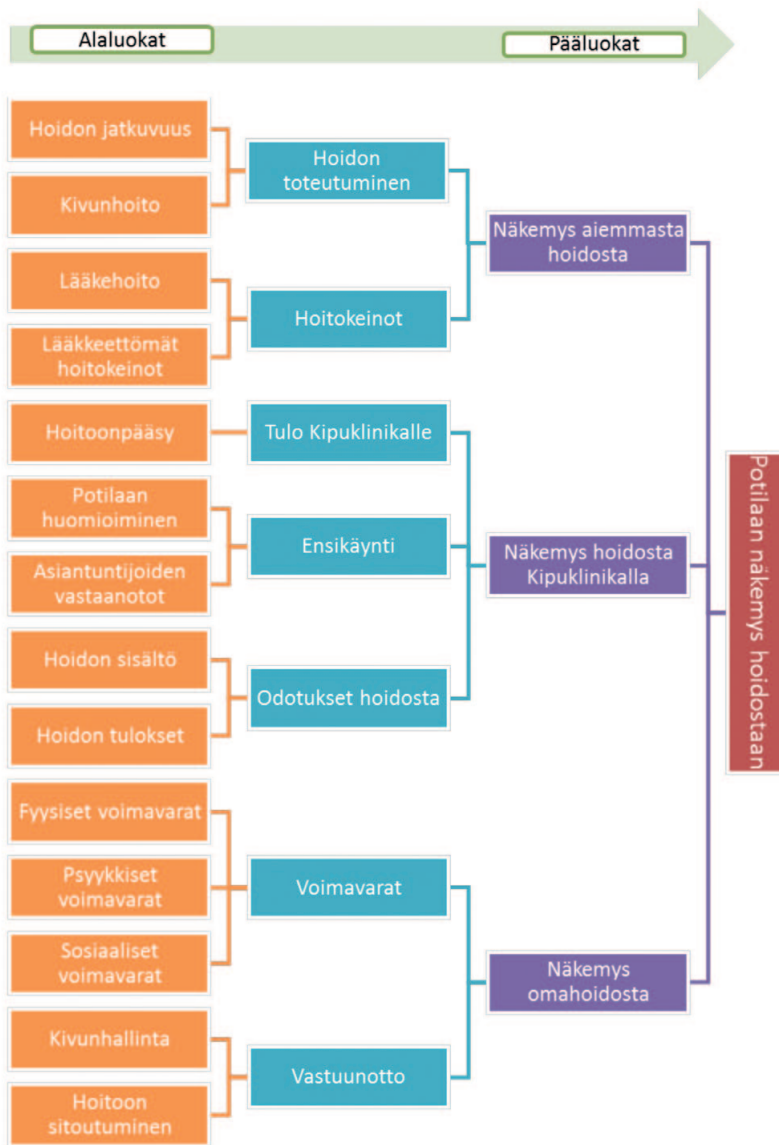 Alaluokat
Pääluokat
Hoidon jatkuvuus
Kivunhoito
Lääkehoito
Lääkkeettömät
hoitokeinot
Hoitoonpääsy
Potilaan
huomioiminen
Asiantuntijoiden
vastaanotot
Hoidon sisältö
Hoidon tulokset
Fyysiset voimavarat
Psyykkiset
voimavarat
Sosiaaliset
voimavarat
Kivunhallinta
Hoitoon
sitoutuminen
Hoidon
toteutuminen
Hoitokeinot
Tulo Kipuklinikalle
Ensikäynti
Odotukset hoidosta
Voimavarat
Vastuunotto
Näkemys aiemmasta
hoidosta
Näkemys hoidosta
Kipuklinikalla
Näkemys
omahoidosta
Potilaan näkemys hoidostaan